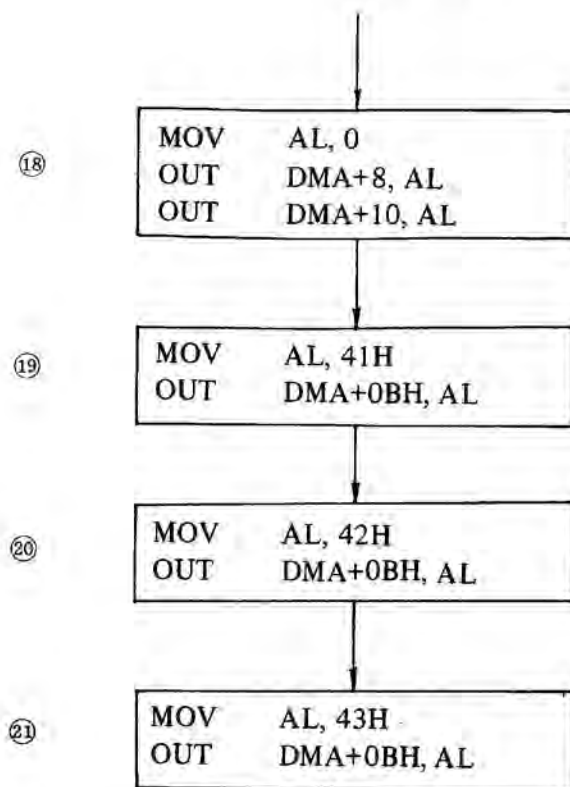 ⑱
MOV AL, 0
OUT DMA+8, AL
OUT DMA+10, AL
⑲
MOV AL, 41H
OUT DMA+0BH, AL
⑳
MOV AL, 42H
OUT DMA+0BH, AL
㉑
MOV AL, 43H
OUT DMA+0BH, AL